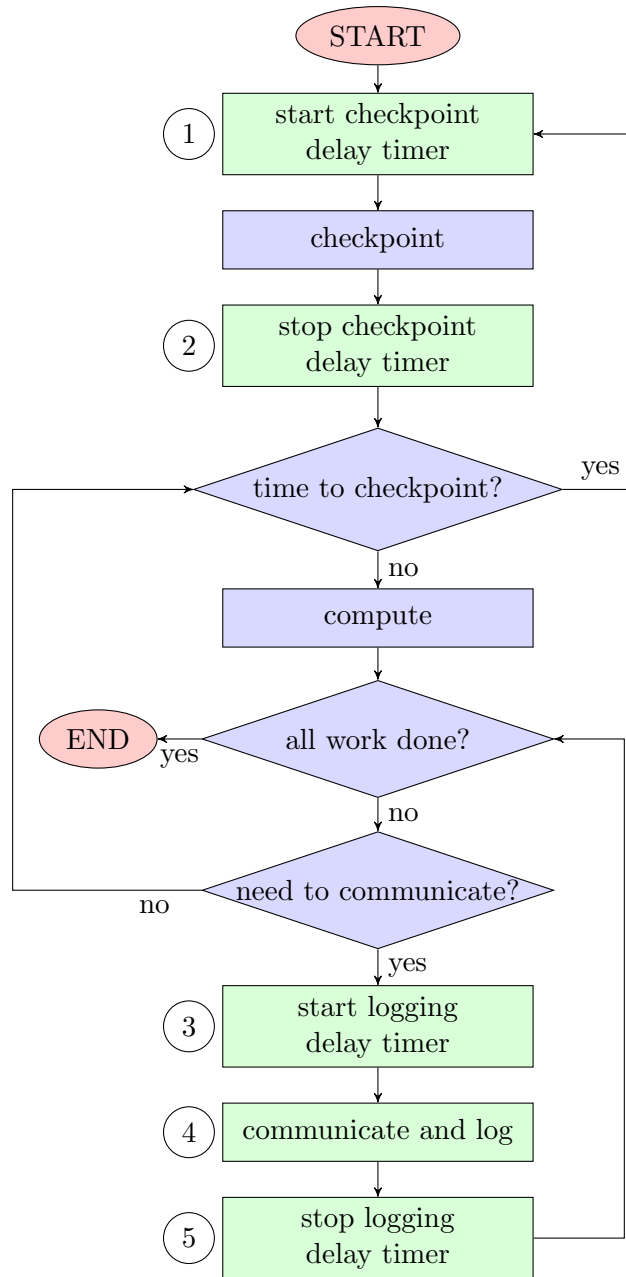 START
1
start checkpoint
delay timer
checkpoint
2
stop checkpoint
delay timer
time to checkpoint?
yes
no
compute
END
yes
all work done?
no
need to communicate?
no
yes
3
start logging
delay timer
4
communicate and log
5
stop logging
delay timer